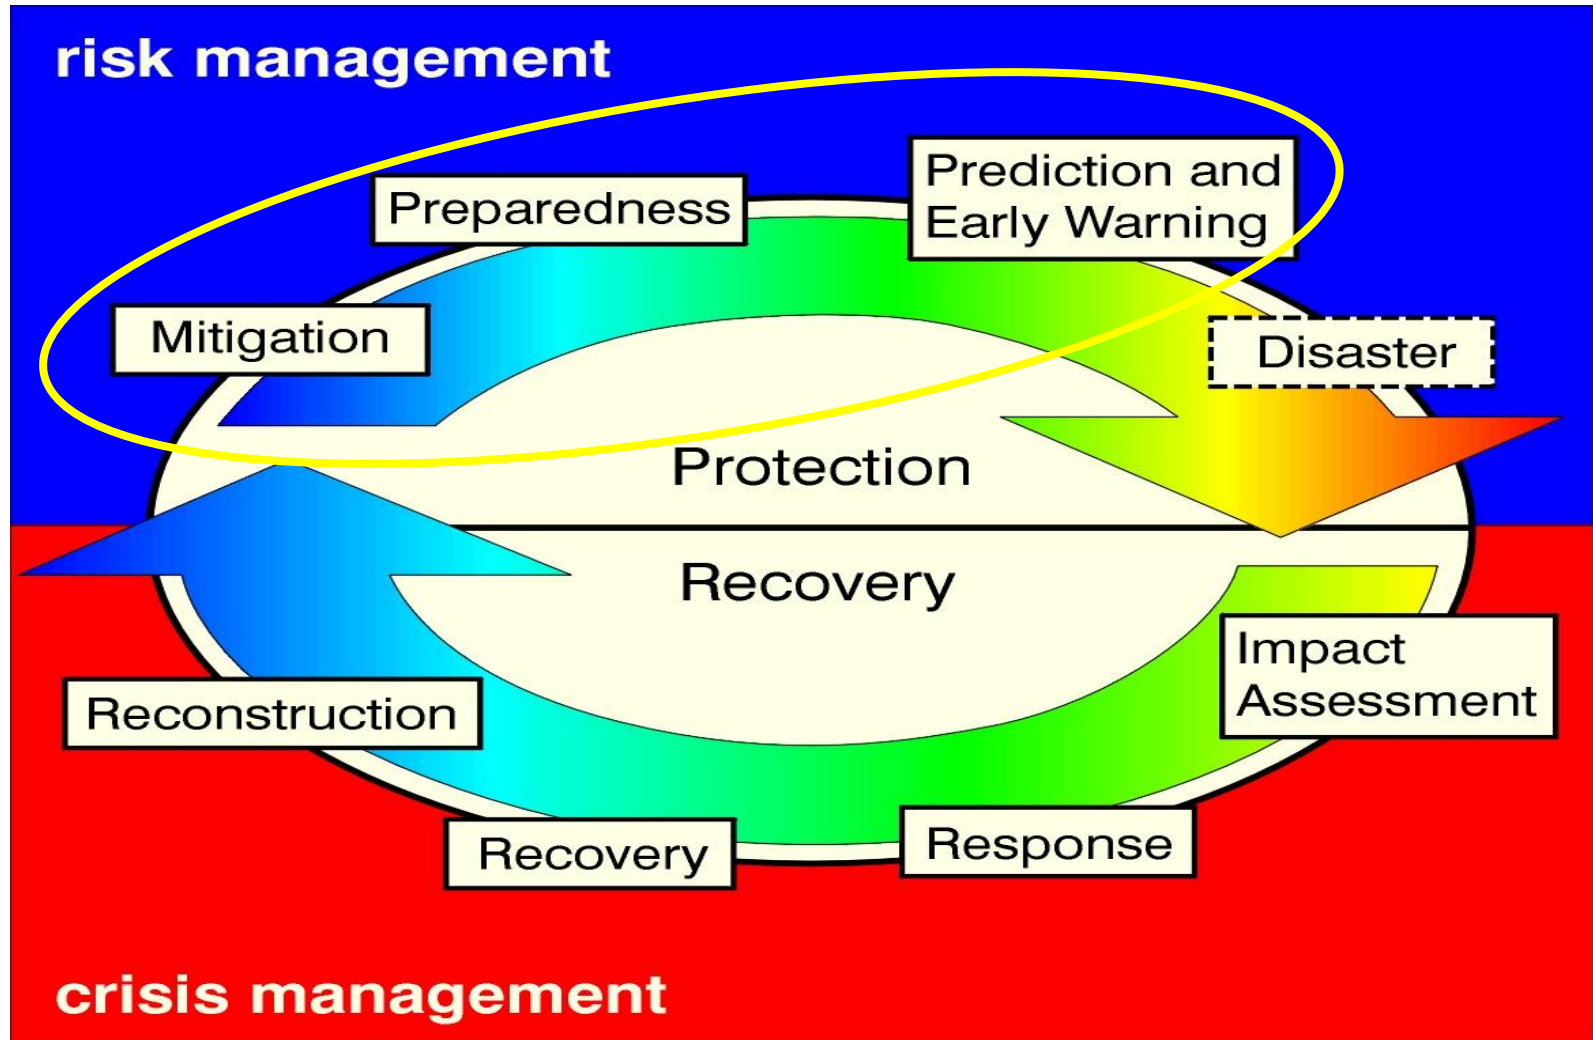 risk management
Preparedness
Prediction and
Early Warning
Mitigation
Disaster
Protection
Recovery
Impact
Assessment
Reconstruction
Recovery
Response
crisis management